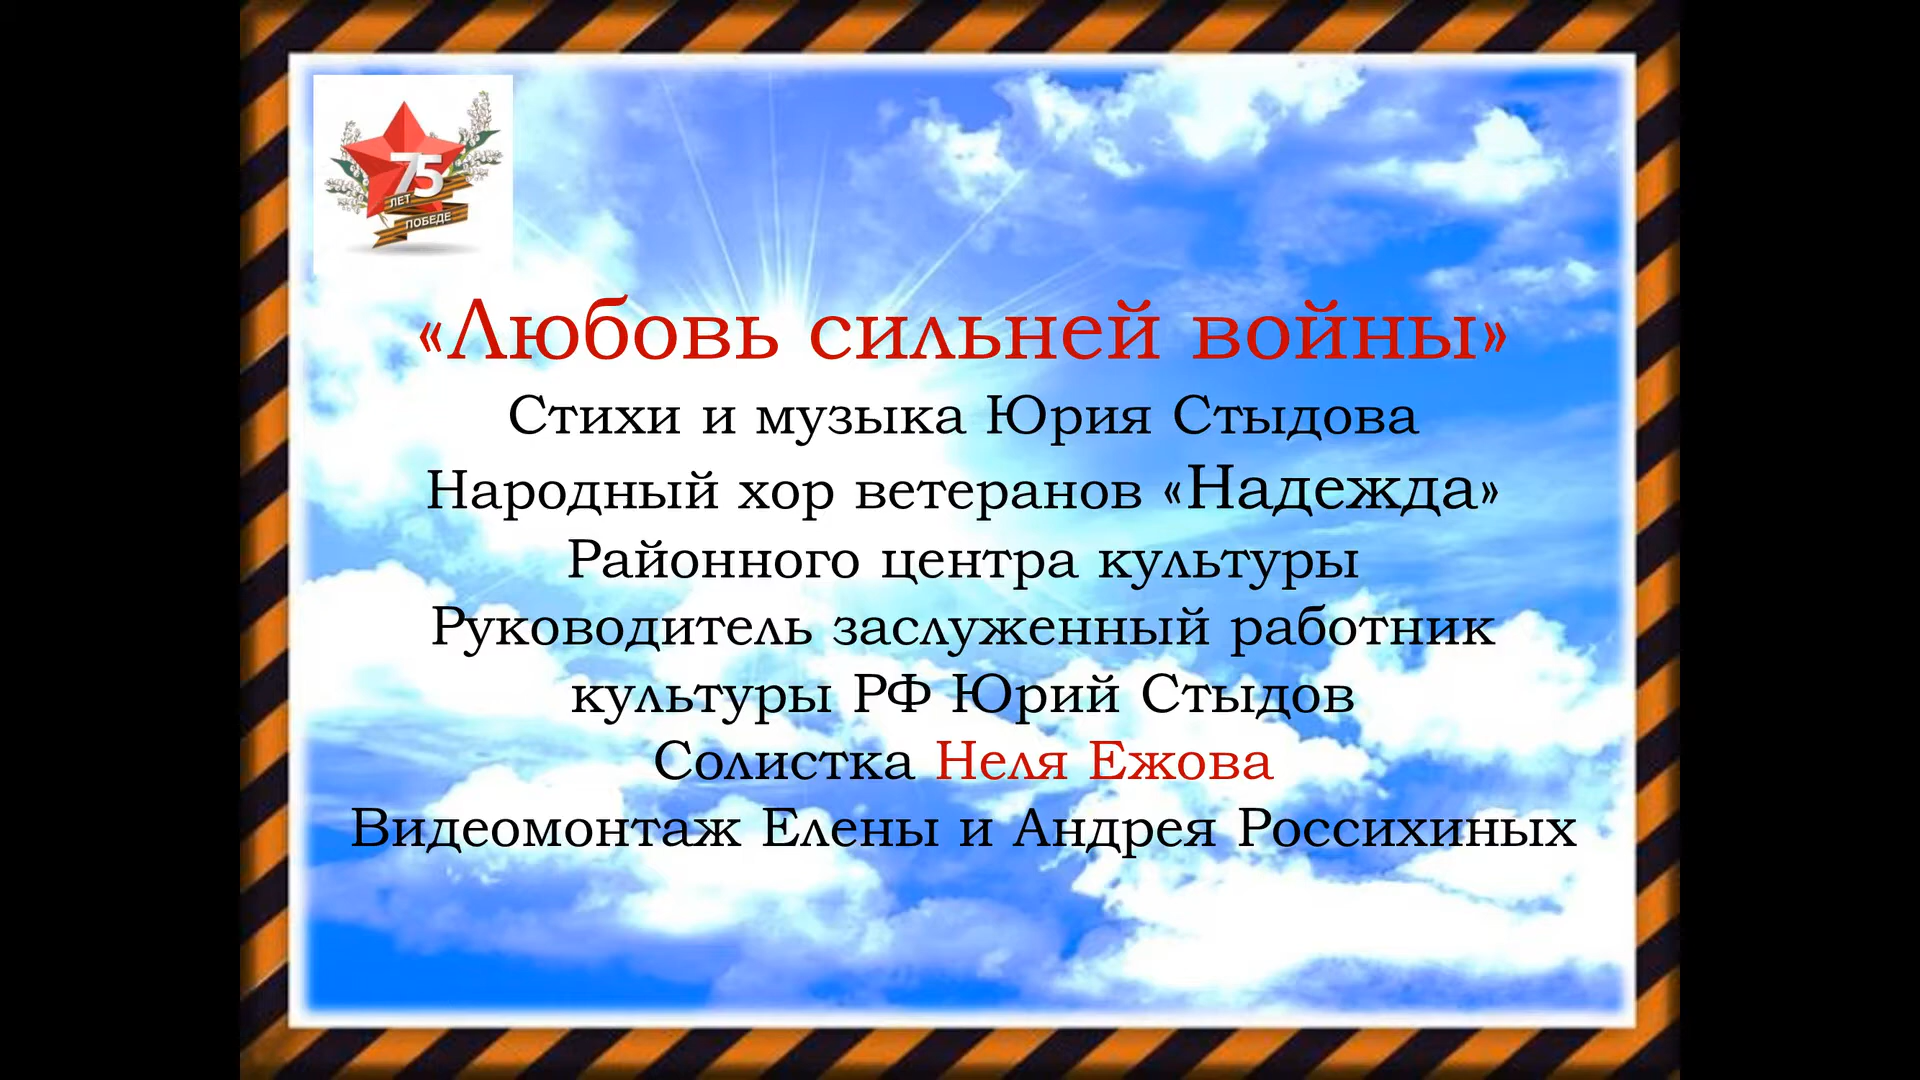 75
ЛЕТ
ПОБЕДЕ
«Любовь сильней войны»
Стихи и музыка Юрия Стыдова
Народный хор ветеранов «Надежда»
Районного центра культуры
Руководитель заслуженный работник
культуры РФ Юрий Стыдов
Солистка Неля Ежова
Видеомонтаж Елены и Андрея Россихиных